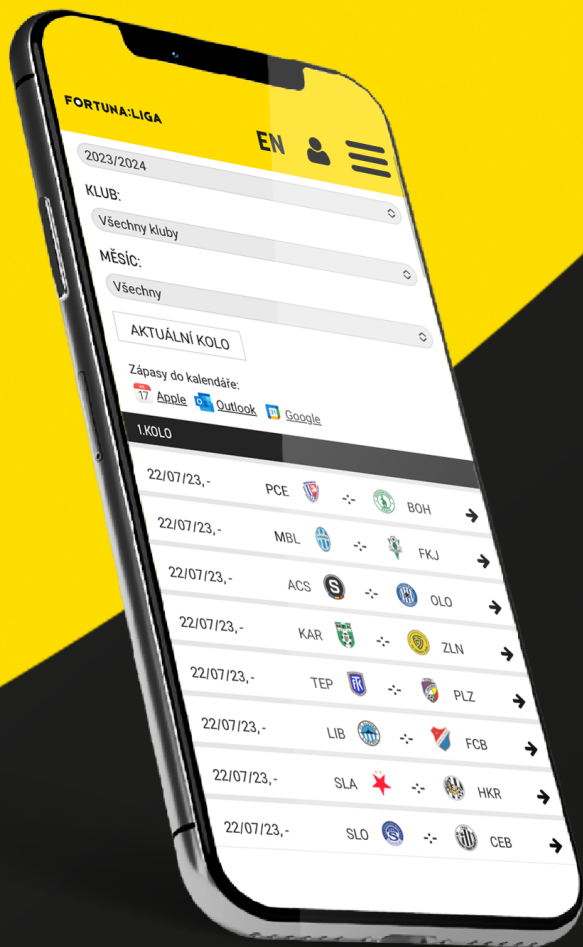 FORTUNA:LIGA
EN
2023/2024
KLUB:
Všechny kluby
MĚSÍC:
Všechny
AKTUÁLNÍ KOLO
Zápasy do kalendáře:
17 Apple Outlook Google
1.KOLO
22/07/23,- PCE -:- BOH
22/07/23,- MBL -:- FKJ
22/07/23,- ACS S -:- OLO
22/07/23,- KAR -:- ZLN
22/07/23,- TEP -:- PLZ
22/07/23,- LIB -:- FCB
22/07/23,- SLA -:- HKR
22/07/23,- SLO -:- CEB